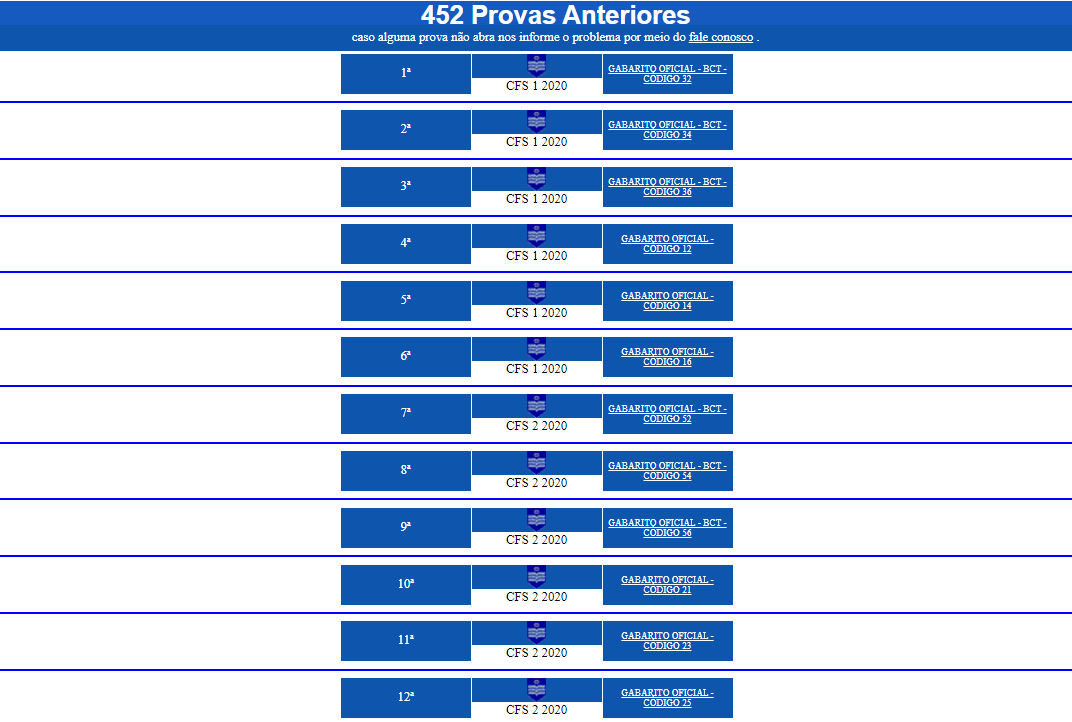 452 Provas Anteriores
caso alguma prova não abra nos informe o problema por meio do fale conosco .
1ª
CFS 1 2020
GABARITO OFICIAL - BCT -
CODIGO 32
2ª
CFS 1 2020
GABARITO OFICIAL - BCT -
CODIGO 34
3ª
CFS 1 2020
GABARITO OFICIAL - BCT -
CODIGO 36
4ª
CFS 1 2020
GABARITO OFICIAL -
CODIGO 12
5ª
CFS 1 2020
GABARITO OFICIAL -
CODIGO 14
6ª
CFS 1 2020
GABARITO OFICIAL -
CODIGO 16
7ª
CFS 2 2020
GABARITO OFICIAL - BCT -
CODIGO 52
8ª
CFS 2 2020
GABARITO OFICIAL - BCT -
CODIGO 54
9ª
CFS 2 2020
GABARITO OFICIAL - BCT -
CODIGO 56
10ª
CFS 2 2020
GABARITO OFICIAL -
CODIGO 21
11ª
CFS 2 2020
GABARITO OFICIAL -
CODIGO 23
12ª
CFS 2 2020
GABARITO OFICIAL -
CODIGO 25